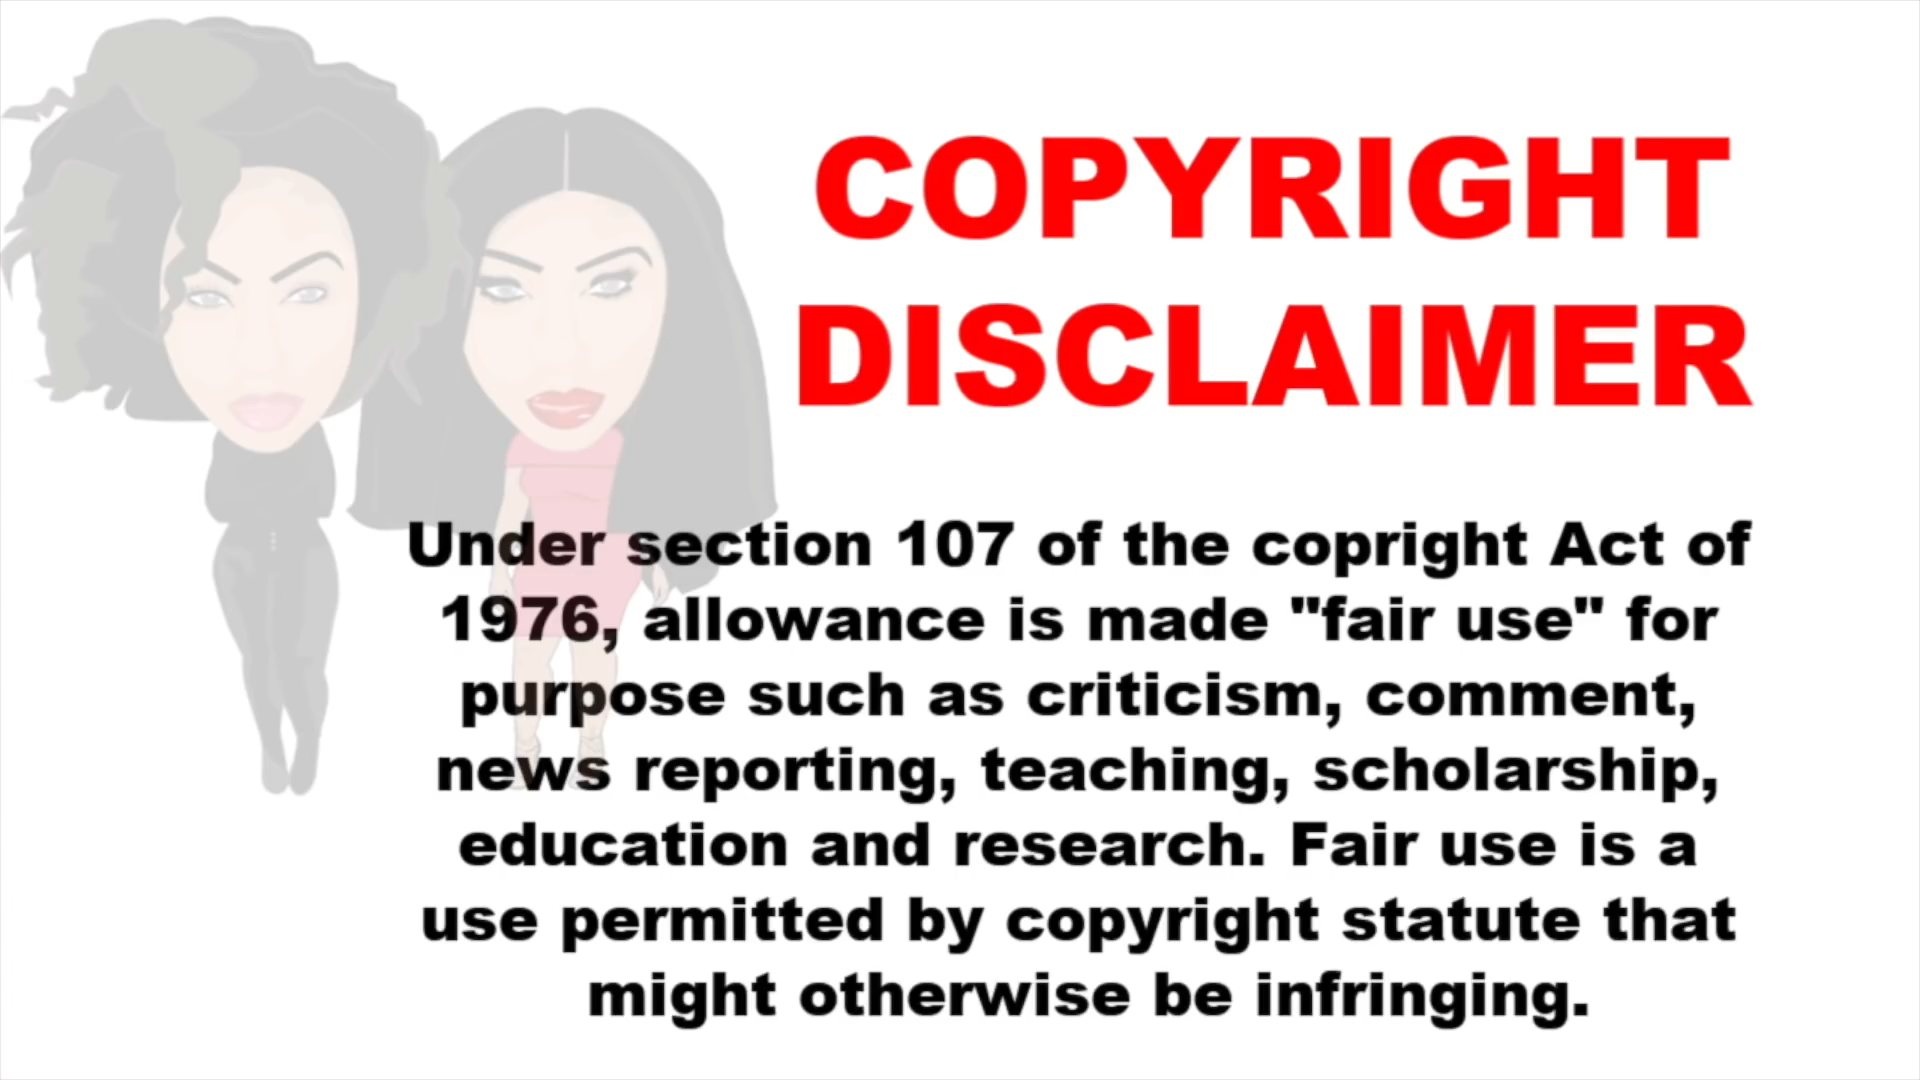 COPYRIGHT
DISCLAIMER
Under section 107 of the copright Act of
1976, allowance is made "fair use" for
purpose such as criticism, comment,
news reporting, teaching, scholarship,
education and research. Fair use is a
use permitted by copyright statute that
might otherwise be infringing.